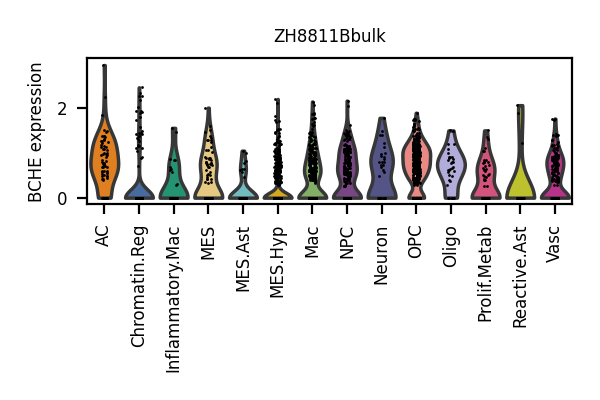 ZH8811Bbulk
BCHE expression
2
0
AC
Chromatin.Reg
Inflammatory.Mac
MES
MES.Ast
MES.Hyp
Mac
NPC
Neuron
OPC
Oligo
Prolif.Metab
Reactive.Ast
Vasc